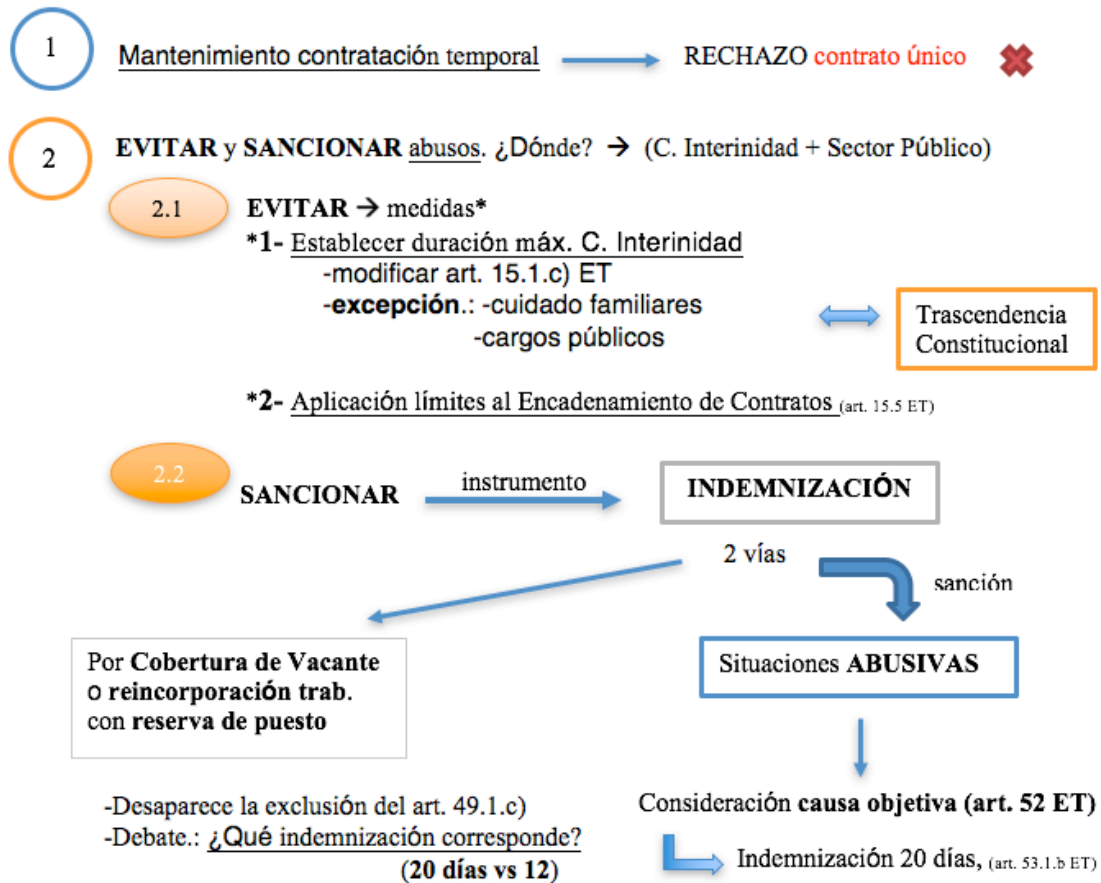 1
Mantenimiento contratación temporal
RECHAZO contrato único
2
EVITAR y SANCIONAR abusos. ¿Dónde? → (C. Interinidad + Sector Público)
2.1
EVITAR → medidas*
*1- Establecer duración máx. C. Interinidad
-modificar art. 15.1.c) ET
-excepción.: -cuidado familiares
-cargos públicos
Trascendencia
Constitucional
*2- Aplicación límites al Encadenamiento de Contratos (art. 15.5 ET)
2.2
SANCIONAR
instrumento
INDEMNIZACIÓN
2 vías
sanción
Por Cobertura de Vacante
o reincorporación trab.
con reserva de puesto
Situaciones ABUSIVAS
-Desaparece la exclusión del art. 49.1.c)
-Debate.: ¿Qué indemnización corresponde?
(20 días vs 12)
Consideración causa objetiva (art. 52 ET)
Indemnización 20 días, (art. 53.1.b ET)